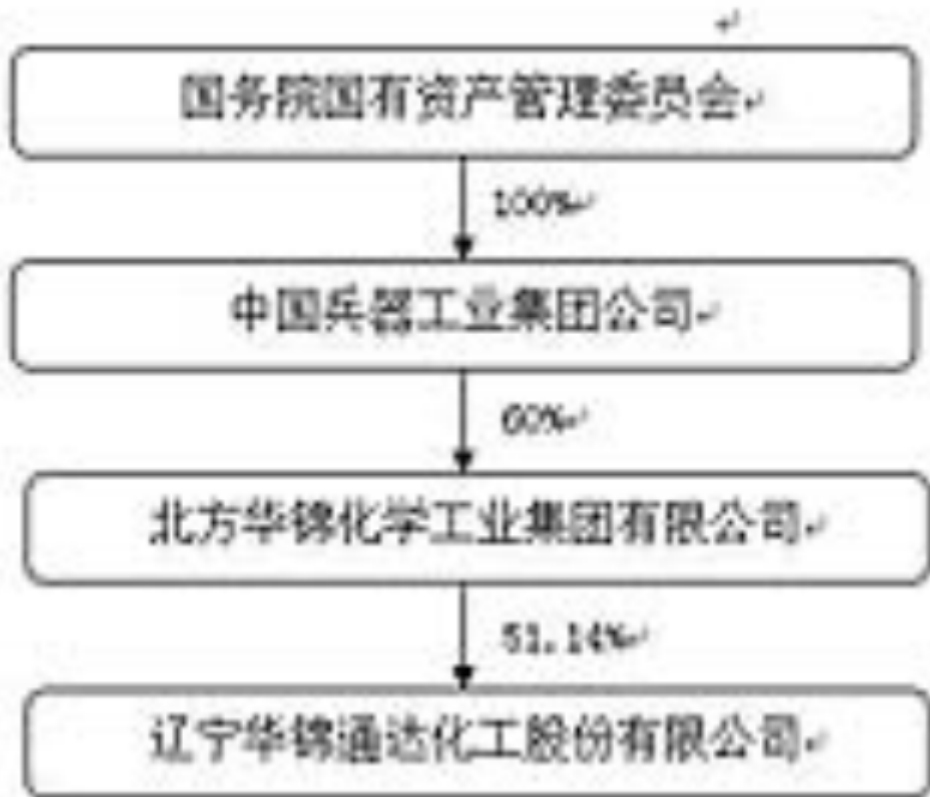 国务院国有资产管理委员会
100%
中国兵器工业集团公司
60%
北方华锦化学工业集团有限公司
51.14%
辽宁华锦通达化工股份有限公司